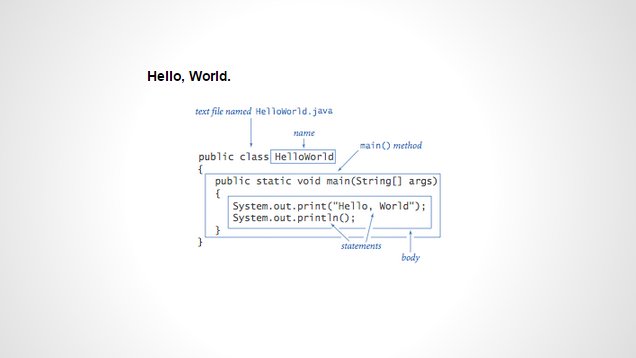 Hello, World.
text file named HelloWorld.java
name
main() method
public class HelloWorld
{
public static void main(String[] args)
{
System.out.print("Hello, World");
System.out.println();
}
}
statements
body